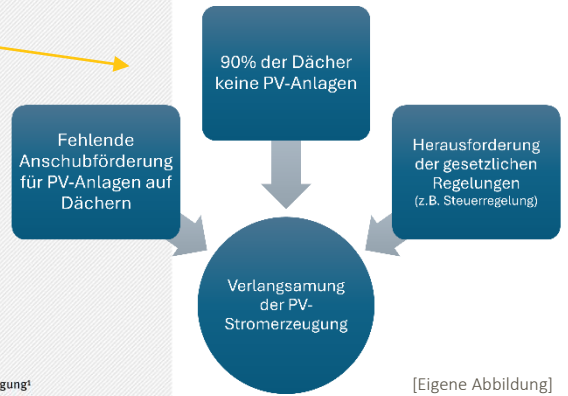 90% der Dächer
keine PV-Anlagen
Fehlende
Anschubförderung
für PV-Anlagen auf
Dächern
Herausforderung
der gesetzlichen
Regelungen
(z.B. Steuerregelung)
Verlangsamung
der PV-
Stromerzeugung
gung¹
[Eigene Abbildung]